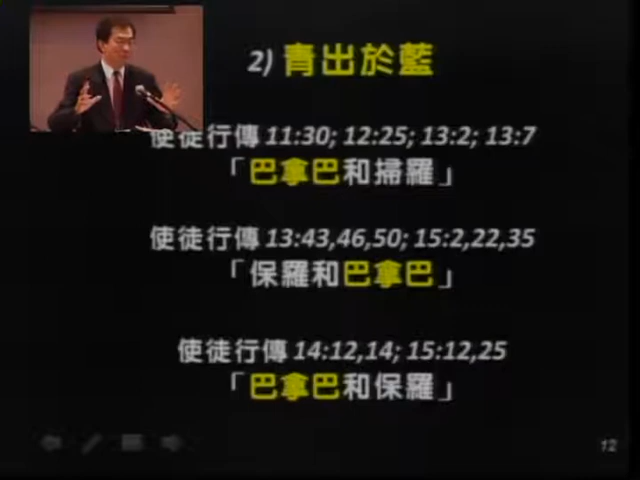 2) 青出於藍
使徒行傳 11:30; 12:25; 13:2; 13:7
「巴拿巴和掃羅」
使徒行傳 13:43,46,50; 15:2,22,35
「保羅和巴拿巴」
使徒行傳 14:12,14; 15:12,25
「巴拿巴和保羅」
12